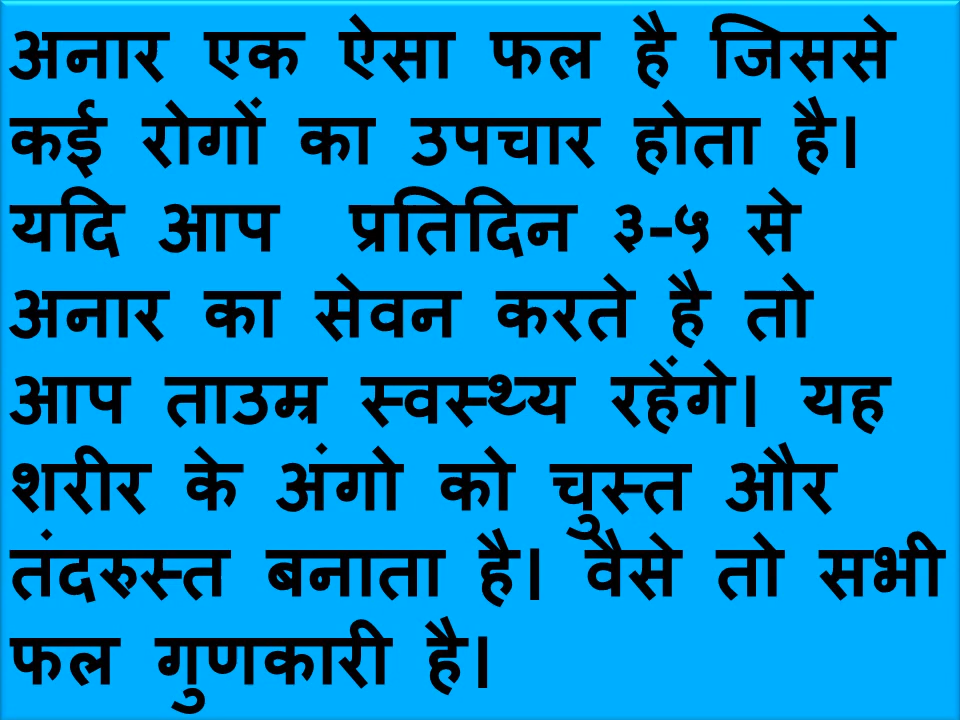 अनार एक ऐसा फल है जिससे
कई रोगों का उपचार होता है।
यदि आप प्रतिदिन ३-५ से
अनार का सेवन करते है तो
आप ताउम्र स्वस्थ्य रहेंगे। यह
शरीर के अंगो को चुस्त और
तंदरुस्त बनाता है। वैसे तो सभी
फल गुणकारी है।